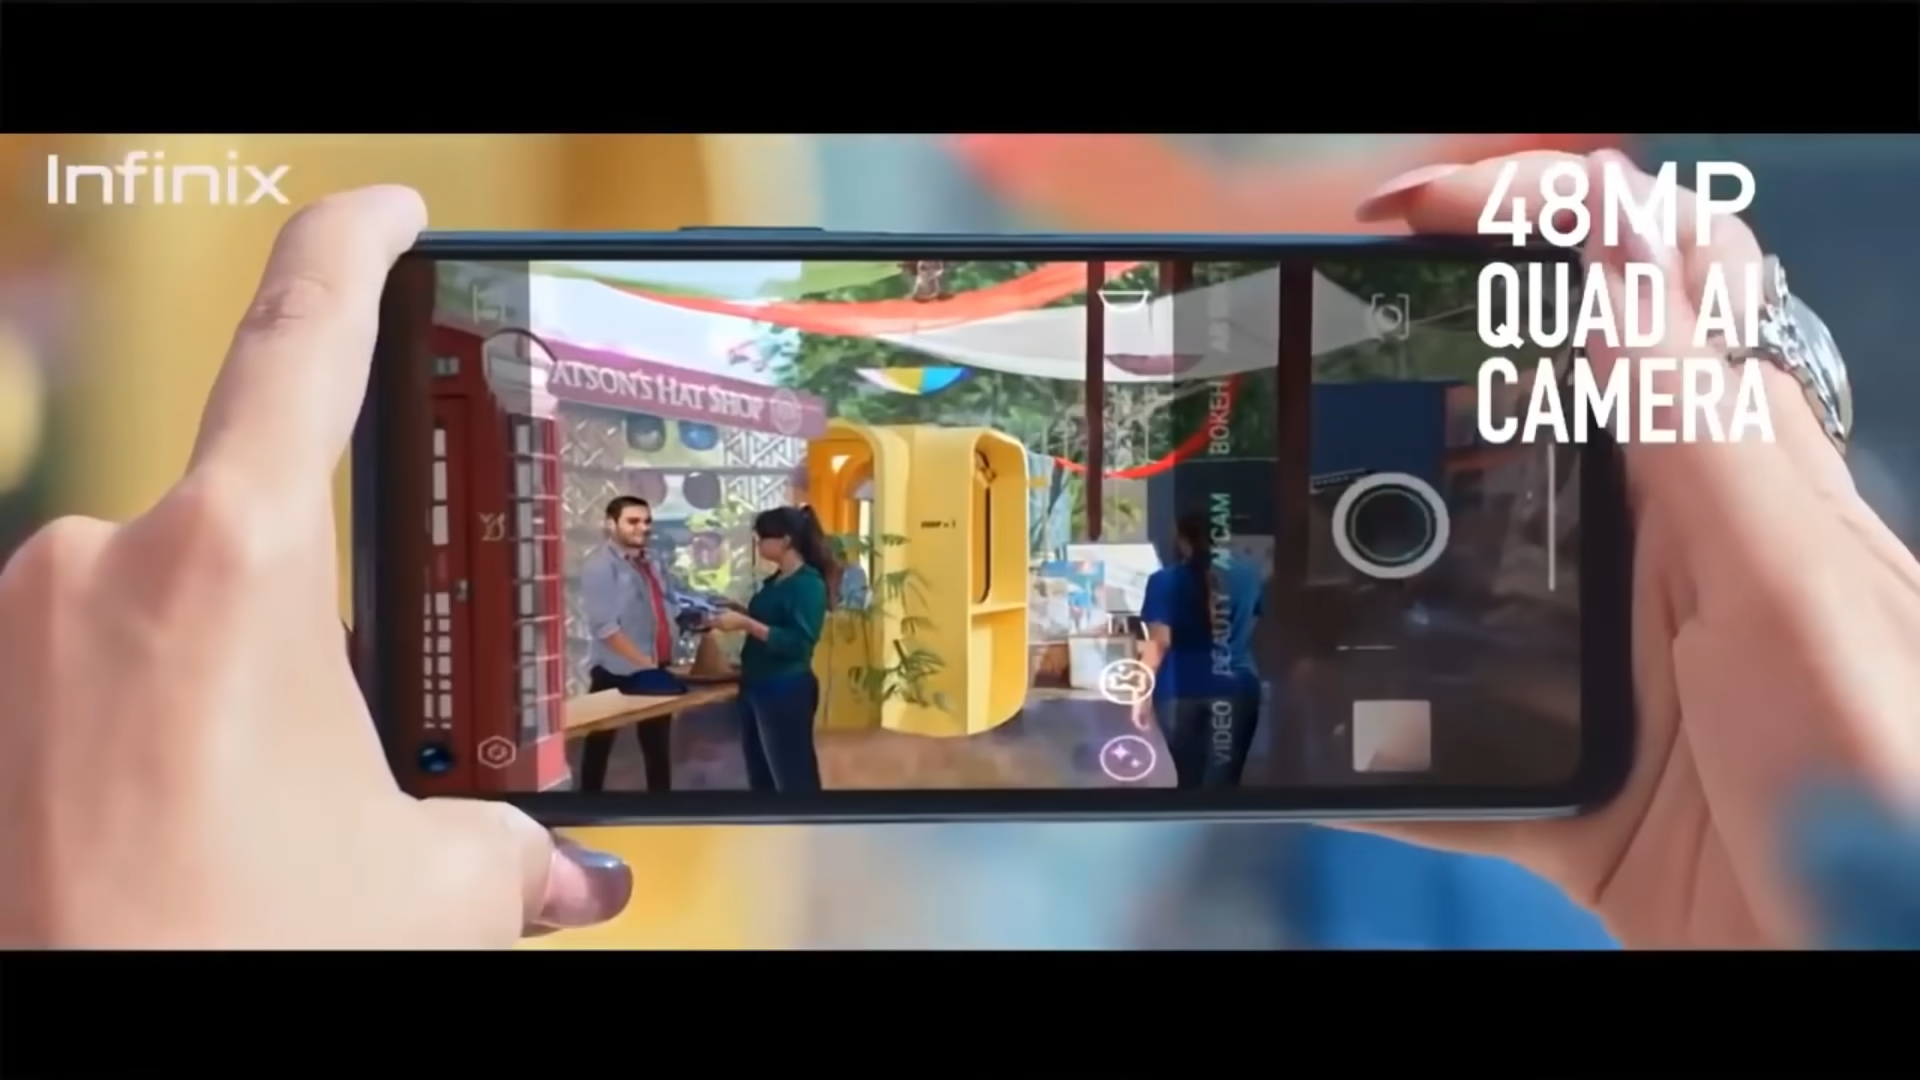 Infinix
48MP
QUAD AI
CAMERA
ATSON'S HAT SHOP
BOKEH
AI CAM
BEAUTY
VIDEO